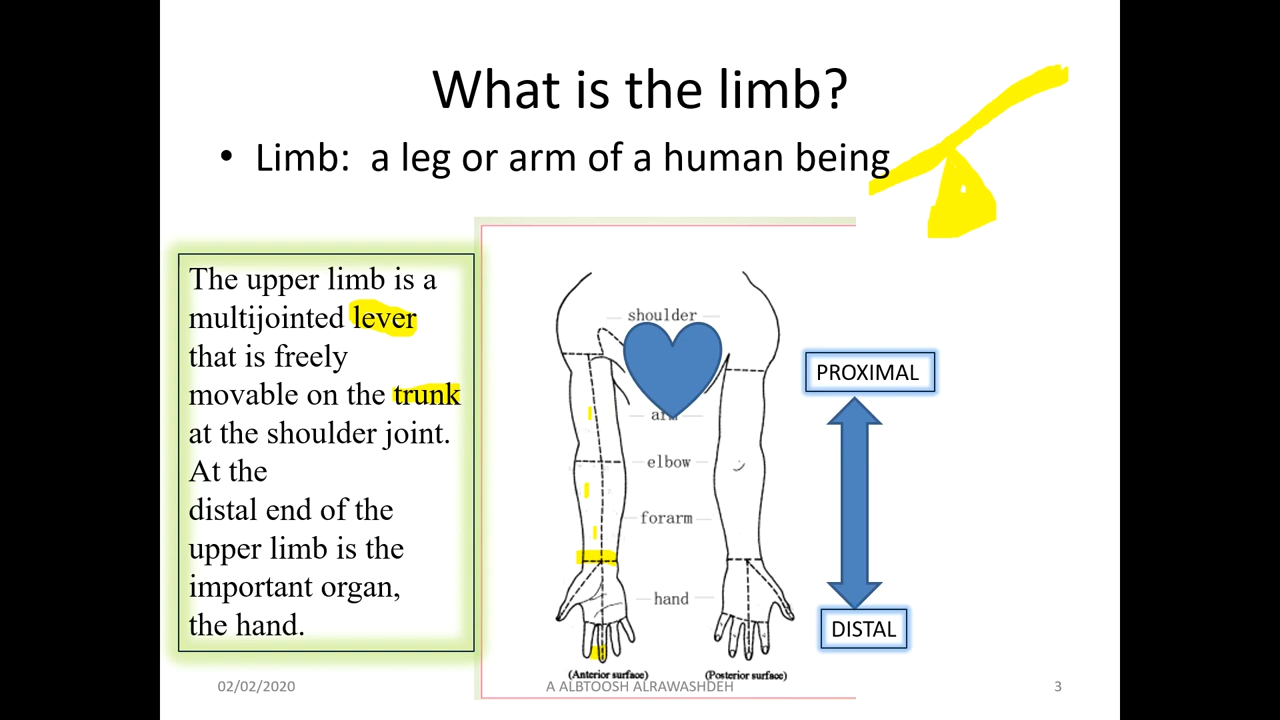 What is the limb?
• Limb: a leg or arm of a human being
The upper limb is a
multijointed lever
that is freely
movable on the trunk
at the shoulder joint.
At the
distal end of the
upper limb is the
important organ,
the hand.
shoulder
arm
elbow
forarm
hand
(Anterior surface) (Posterior surface)
PROXIMAL
DISTAL
02/02/2020 A ALBTOOSH ALRAWASHDEH 3